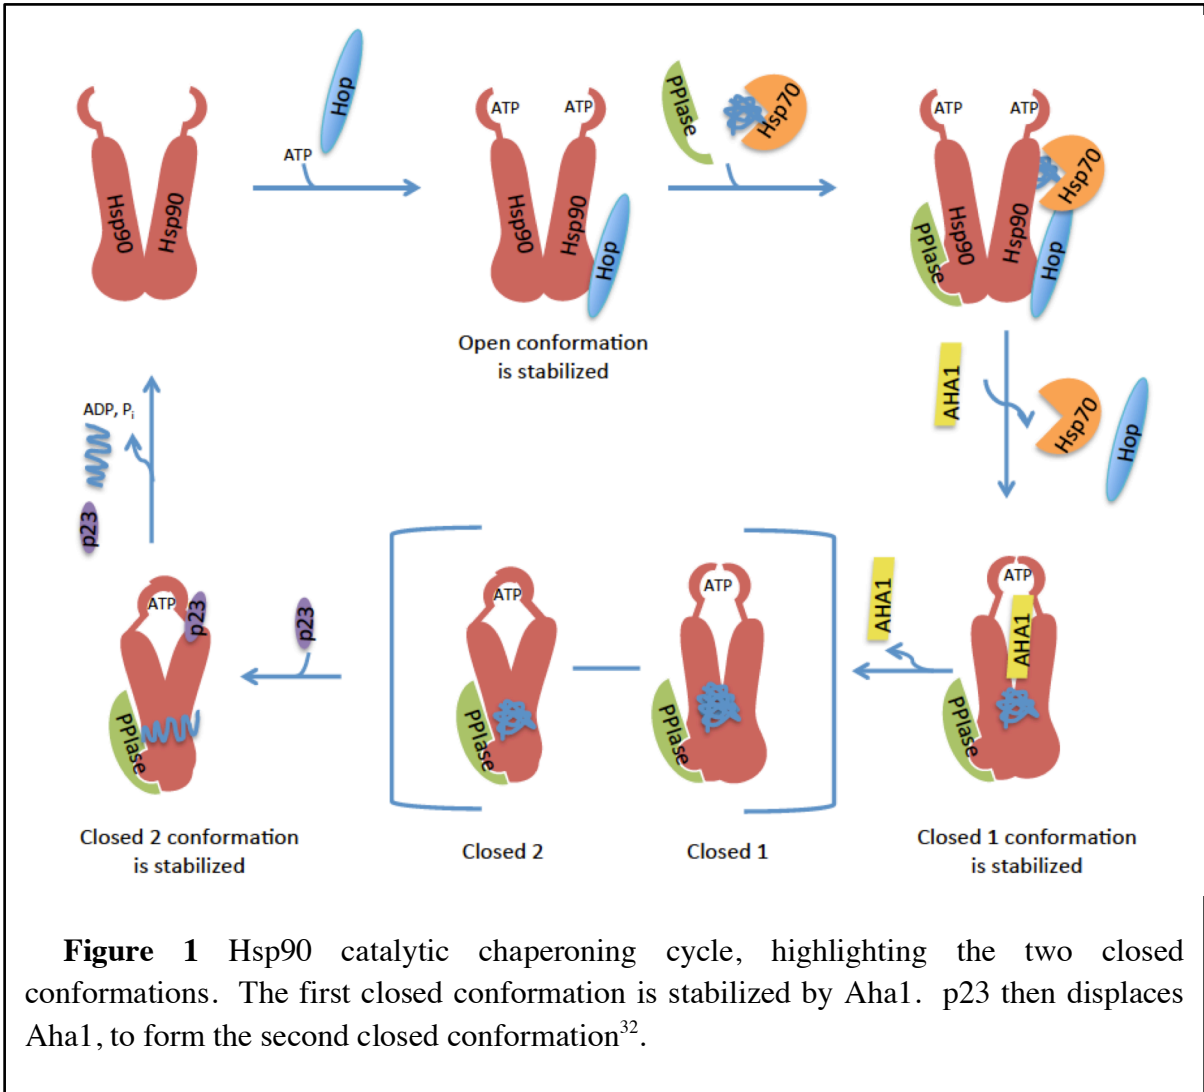 Hop
ATP
Hsp90
Hsp90
ATP
ATP
Hsp90
Hsp90
Hop
Open conformation
is stabilized
PPIase
Hsp70
ATP
ATP
Hsp70
PPIase
Hsp90
Hsp90
Hop
AHA1
Hsp70
Hop
ADP, Pi
p23
ATP
p23
PPIase
Closed 2 conformation
is stabilized
p23
ATP
PPIase
Closed 2
ATP
PPIase
Closed 1
AHA1
ATP
AHA1
PPIase
Closed 1 conformation
is stabilized
Figure 1 Hsp90 catalytic chaperoning cycle, highlighting the two closed
conformations. The first closed conformation is stabilized by Aha1. p23 then displaces
Aha1, to form the second closed conformation32.